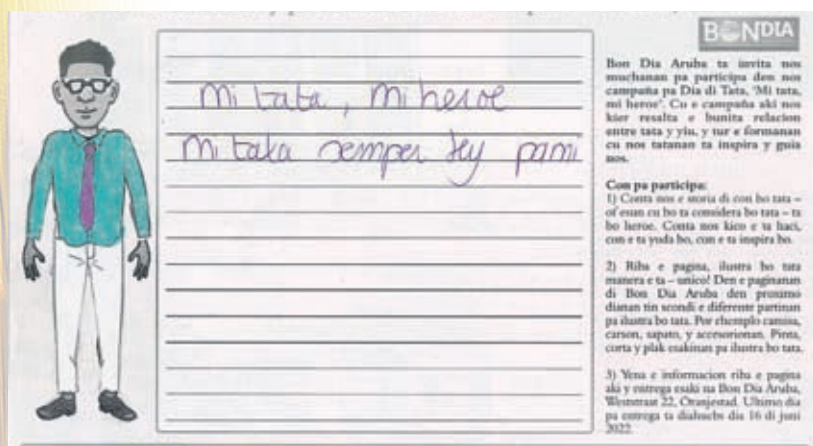 mi tata, mi heroe
mi tata semper tey pami
BONDIA
Bon Dia Aruba ta invita nos
muchanan pa participa den nos
campaña pa Dia di Tata, 'Mi tata,
mi heroe'. Cu e campaña aki nos
kier resalta e bunita relacion
entre tata y yiu, y tur e formanan
cu nos tatanan ta inspira y guia
nos.
Con pa participa:
1) Conta nos e storia di con bo tata –
of esun cu bo ta considera bo tata – ta
bo heroe. Conta nos kico e ta haci,
con e ta yuda bo, con e ta inspira bo.
2) Riba e pagina, ilustra bo tata
manera e ta – unico! Den e paginanan
di Bon Dia Aruba den proximo
dianan tin scondi e diferente partinan
pa ilustra bo tata. Por ehemplo camisa,
carson, sapato, y accesorionan. Pinta,
corta y plak esakinan pa ilustra bo tata.
3) Yena e informacion riba e pagina
aki y entrega esaki na Bon Dia Aruba,
Weststraat 22, Oranjestad. Ultimo dia
pa entrega ta diahuebs dia 16 di juni
2022